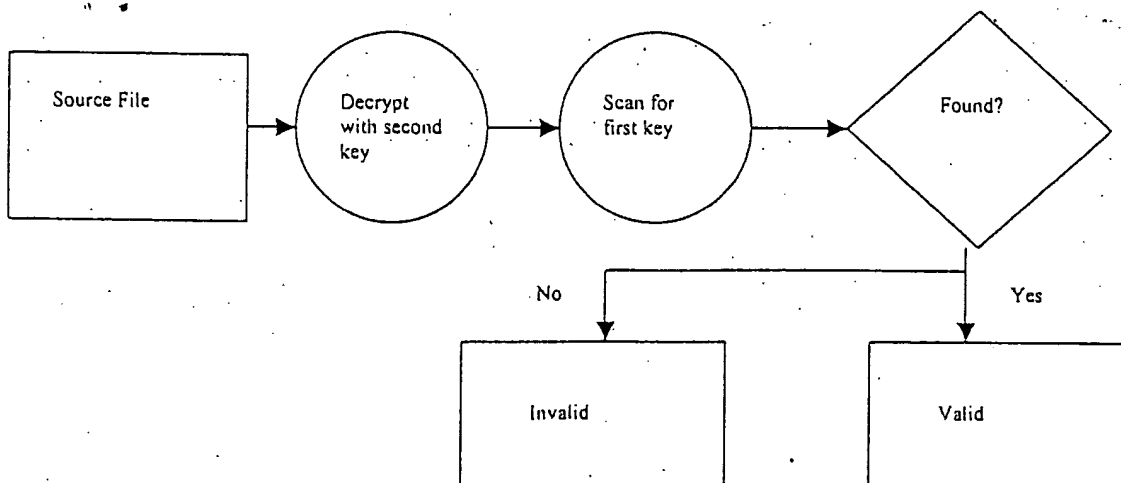 Source File
Decrypt
with second
key
Scan for
first key
Found?
No
Yes
Invalid
Valid